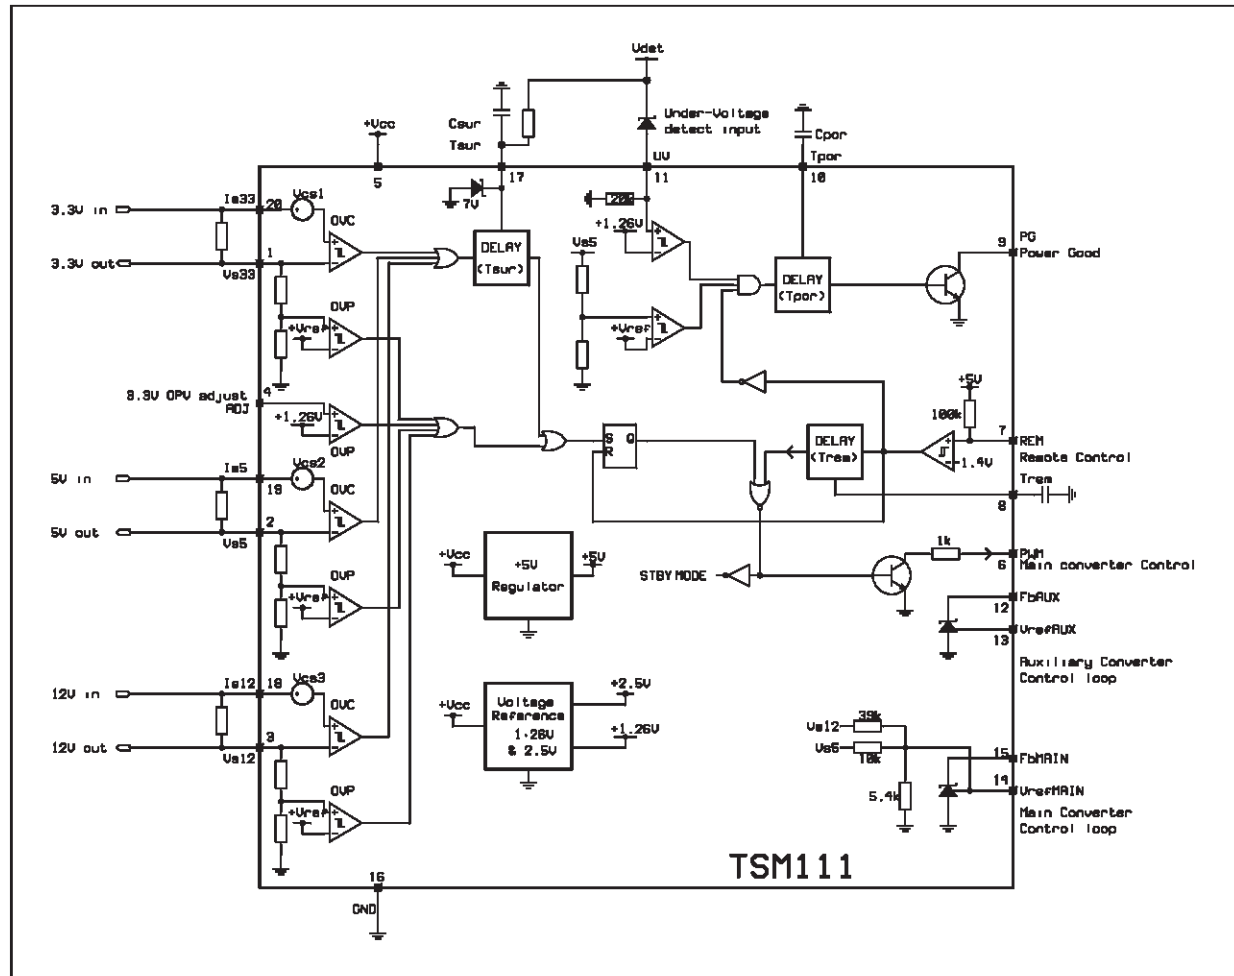 Vdet
Under-Voltage
detect input
Csur
Tsur
+Vcc
Cpor
Tpor
UV
5
17
11
10
Is33
20
Vcs1
3.3V in
OVC
7V
20k
+1.26V
Vs5
DELAY
(Tsur)
DELAY
(Tpor)
9
PG
Power Good
1
3.3V out
Vs33
OVP
+Vref
+Vref
4
3.3V OPV adjust
ADJ
+1.26V
OVP
S Q
R
DELAY
(Trem)
+5V
100k
7
REM
Remote Control
1.4V
Trem
8
Is5
19
Vcs2
5V in
OVC
2
5V out
Vs5
OVP
+Vref
+Vcc
+5V
Regulator
+5V
STBY MODE
1k
PWM
6
Main converter Control
FbAUX
12
VrefAUX
13
Auxiliary Converter
Control loop
Is12
18
Vcs3
12V in
OVC
3
12V out
Vs12
OVP
+Vref
+Vcc
Voltage
Reference
1.26V
& 2.5V
+2.5V
+1.26V
Vs12
39k
Vs5
10k
5.4k
15
FbMAIN
14
VrefMAIN
Main Converter
Control loop
TSM111
16
GND